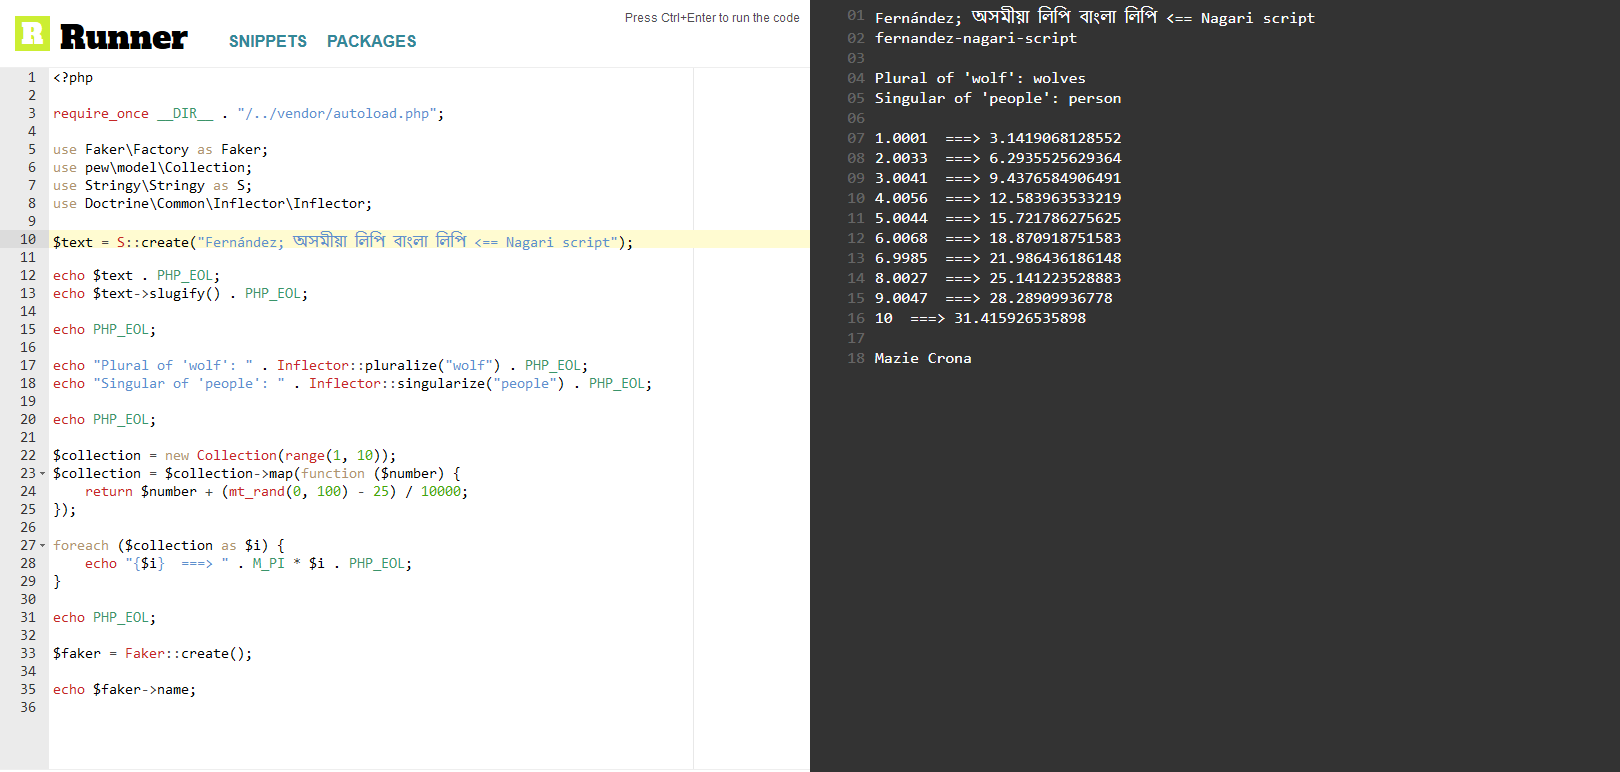 R Runner
SNIPPETS PACKAGES
Press Ctrl+Enter to run the code
1 <?php
2
3 require_once __DIR__ . "/../vendor/autoload.php";
4
5 use Faker\Factory as Faker;
6 use pew\model\Collection;
7 use Stringy\Stringy as S;
8 use Doctrine\Common\Inflector\Inflector;
9
10 $text = S::create("Fernández; অসমীয়া লিপি বাংলা লিপি <== Nagari script");
11
12 echo $text . PHP_EOL;
13 echo $text->slugify() . PHP_EOL;
14
15 echo PHP_EOL;
16
17 echo "Plural of 'wolf': " . Inflector::pluralize("wolf") . PHP_EOL;
18 echo "Singular of 'people': " . Inflector::singularize("people") . PHP_EOL;
19
20 echo PHP_EOL;
21
22 $collection = new Collection(range(1, 10));
23 $collection = $collection->map(function ($number) {
24     return $number + (mt_rand(0, 100) - 25) / 10000;
25 });
26
27 foreach ($collection as $i) {
28     echo "{$i}  ===> " . M_PI * $i . PHP_EOL;
29 }
30
31 echo PHP_EOL;
32
33 $faker = Faker::create();
34
35 echo $faker->name;
36
01 Fernández; অসমীয়া লিপি বাংলা লিপি <== Nagari script
02 fernandez-nagari-script
03
04 Plural of 'wolf': wolves
05 Singular of 'people': person
06
07 1.0001  ===> 3.1419068128552
08 2.0033  ===> 6.2935525629364
09 3.0041  ===> 9.4376584906491
10 4.0056  ===> 12.583963533219
11 5.0044  ===> 15.721786275625
12 6.0068  ===> 18.870918751583
13 6.9985  ===> 21.986436186148
14 8.0027  ===> 25.141223528883
15 9.0047  ===> 28.28909936778
16 10  ===> 31.415926535898
17
18 Mazie Crona